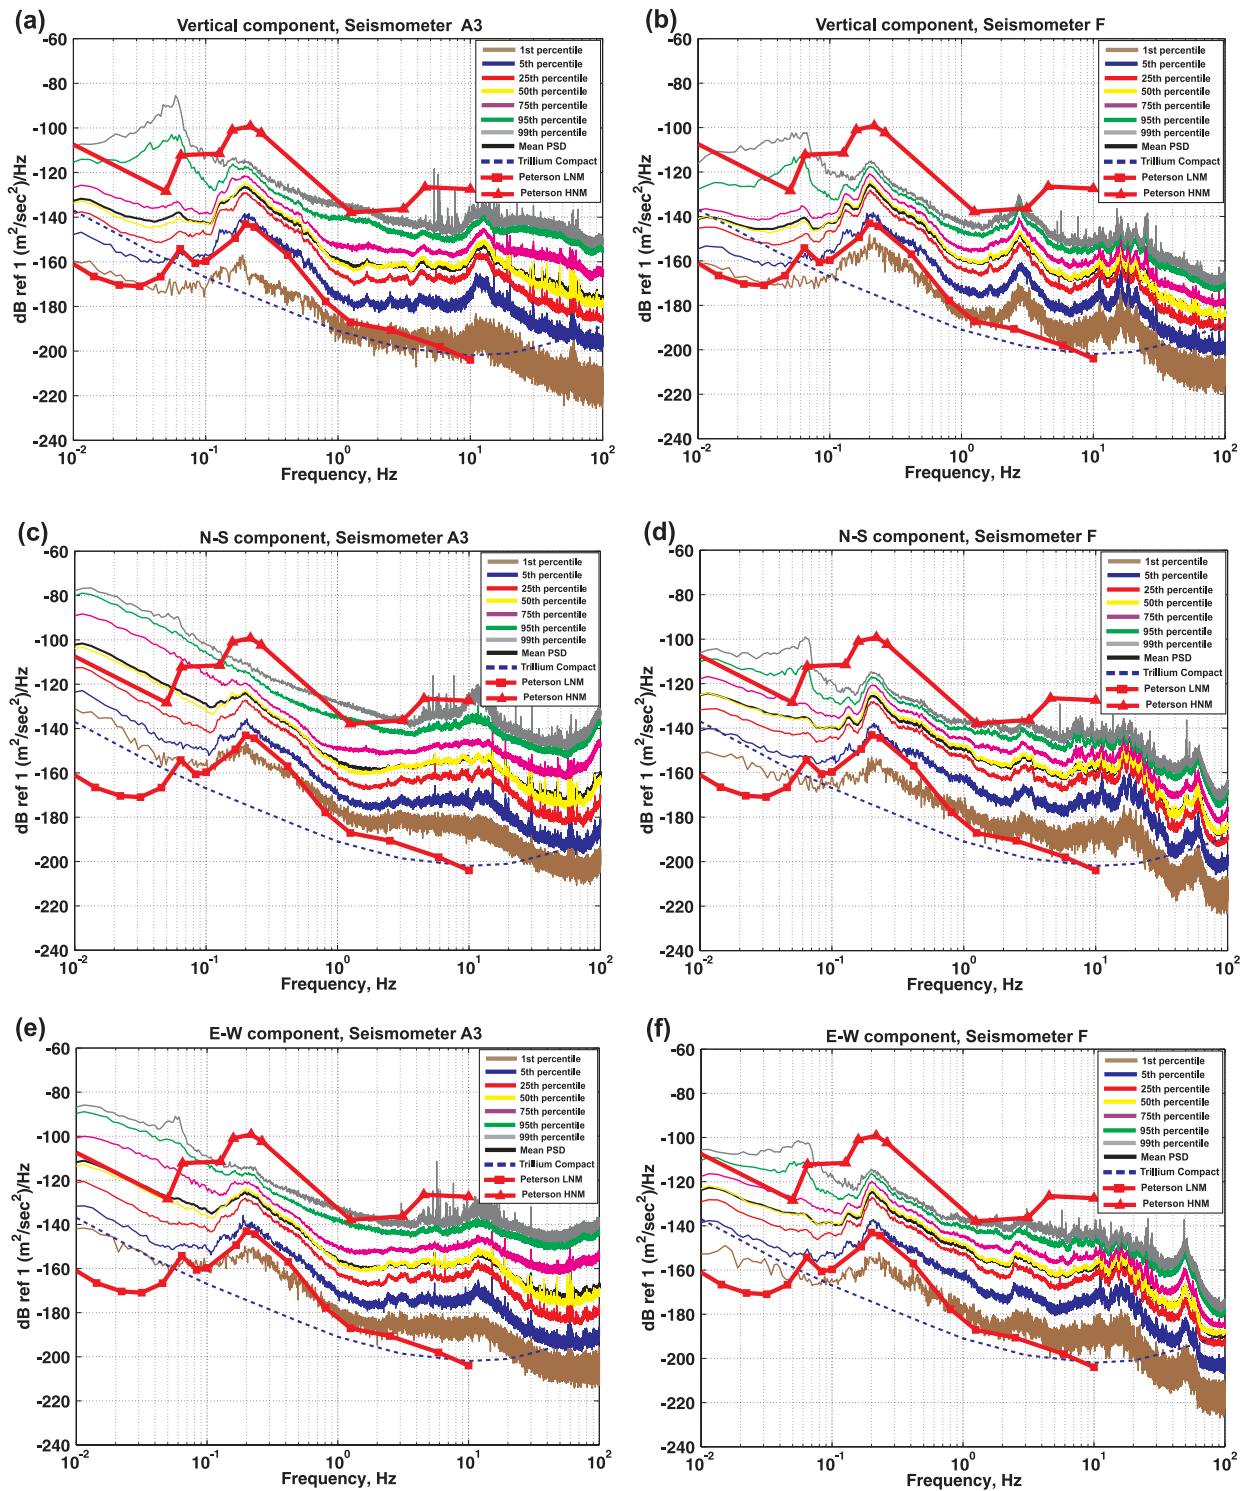 (a)
Vertical component, Seismometer A3
-60
-80
-100
-120
-140
-160
-180
-200
-220
-240
dB ref 1 (m²/sec²)/Hz
1st percentile
5th percentile
25th percentile
50th percentile
75th percentile
95th percentile
99th percentile
Mean PSD
Trillium Compact
Peterson LNM
Peterson HNM
10⁻² 10⁻¹ 10⁰ 10¹ 10²
Frequency, Hz
(b)
Vertical component, Seismometer F
-60
-80
-100
-120
-140
-160
-180
-200
-220
-240
dB ref 1 (m²/sec²)/Hz
1st percentile
5th percentile
25th percentile
50th percentile
75th percentile
95th percentile
99th percentile
Mean PSD
Trillium Compact
Peterson LNM
Peterson HNM
10⁻² 10⁻¹ 10⁰ 10¹ 10²
Frequency, Hz
(c)
N-S component, Seismometer A3
-60
-80
-100
-120
-140
-160
-180
-200
-220
-240
dB ref 1 (m²/sec²)/Hz
1st percentile
5th percentile
25th percentile
50th percentile
75th percentile
95th percentile
99th percentile
Mean PSD
Trillium Compact
Peterson LNM
Peterson HNM
10⁻² 10⁻¹ 10⁰ 10¹ 10²
Frequency, Hz
(d)
N-S component, Seismometer F
-60
-80
-100
-120
-140
-160
-180
-200
-220
-240
dB ref 1 (m²/sec²)/Hz
1st percentile
5th percentile
25th percentile
50th percentile
75th percentile
95th percentile
99th percentile
Mean PSD
Trillium Compact
Peterson LNM
Peterson HNM
10⁻² 10⁻¹ 10⁰ 10¹ 10²
Frequency, Hz
(e)
E-W component, Seismometer A3
-60
-80
-100
-120
-140
-160
-180
-200
-220
-240
dB ref 1 (m²/sec²)/Hz
1st percentile
5th percentile
25th percentile
50th percentile
75th percentile
95th percentile
99th percentile
Mean PSD
Trillium Compact
Peterson LNM
Peterson HNM
10⁻² 10⁻¹ 10⁰ 10¹ 10²
Frequency, Hz
(f)
E-W component, Seismometer F
-60
-80
-100
-120
-140
-160
-180
-200
-220
-240
dB ref 1 (m²/sec²)/Hz
1st percentile
5th percentile
25th percentile
50th percentile
75th percentile
95th percentile
99th percentile
Mean PSD
Trillium Compact
Peterson LNM
Peterson HNM
10⁻² 10⁻¹ 10⁰ 10¹ 10²
Frequency, Hz